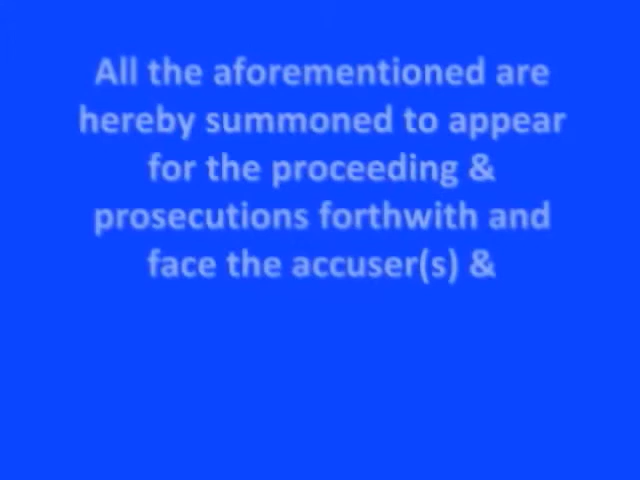 All the aforementioned are
hereby summoned to appear
for the proceeding &
prosecutions forthwith and
face the accuser(s) &